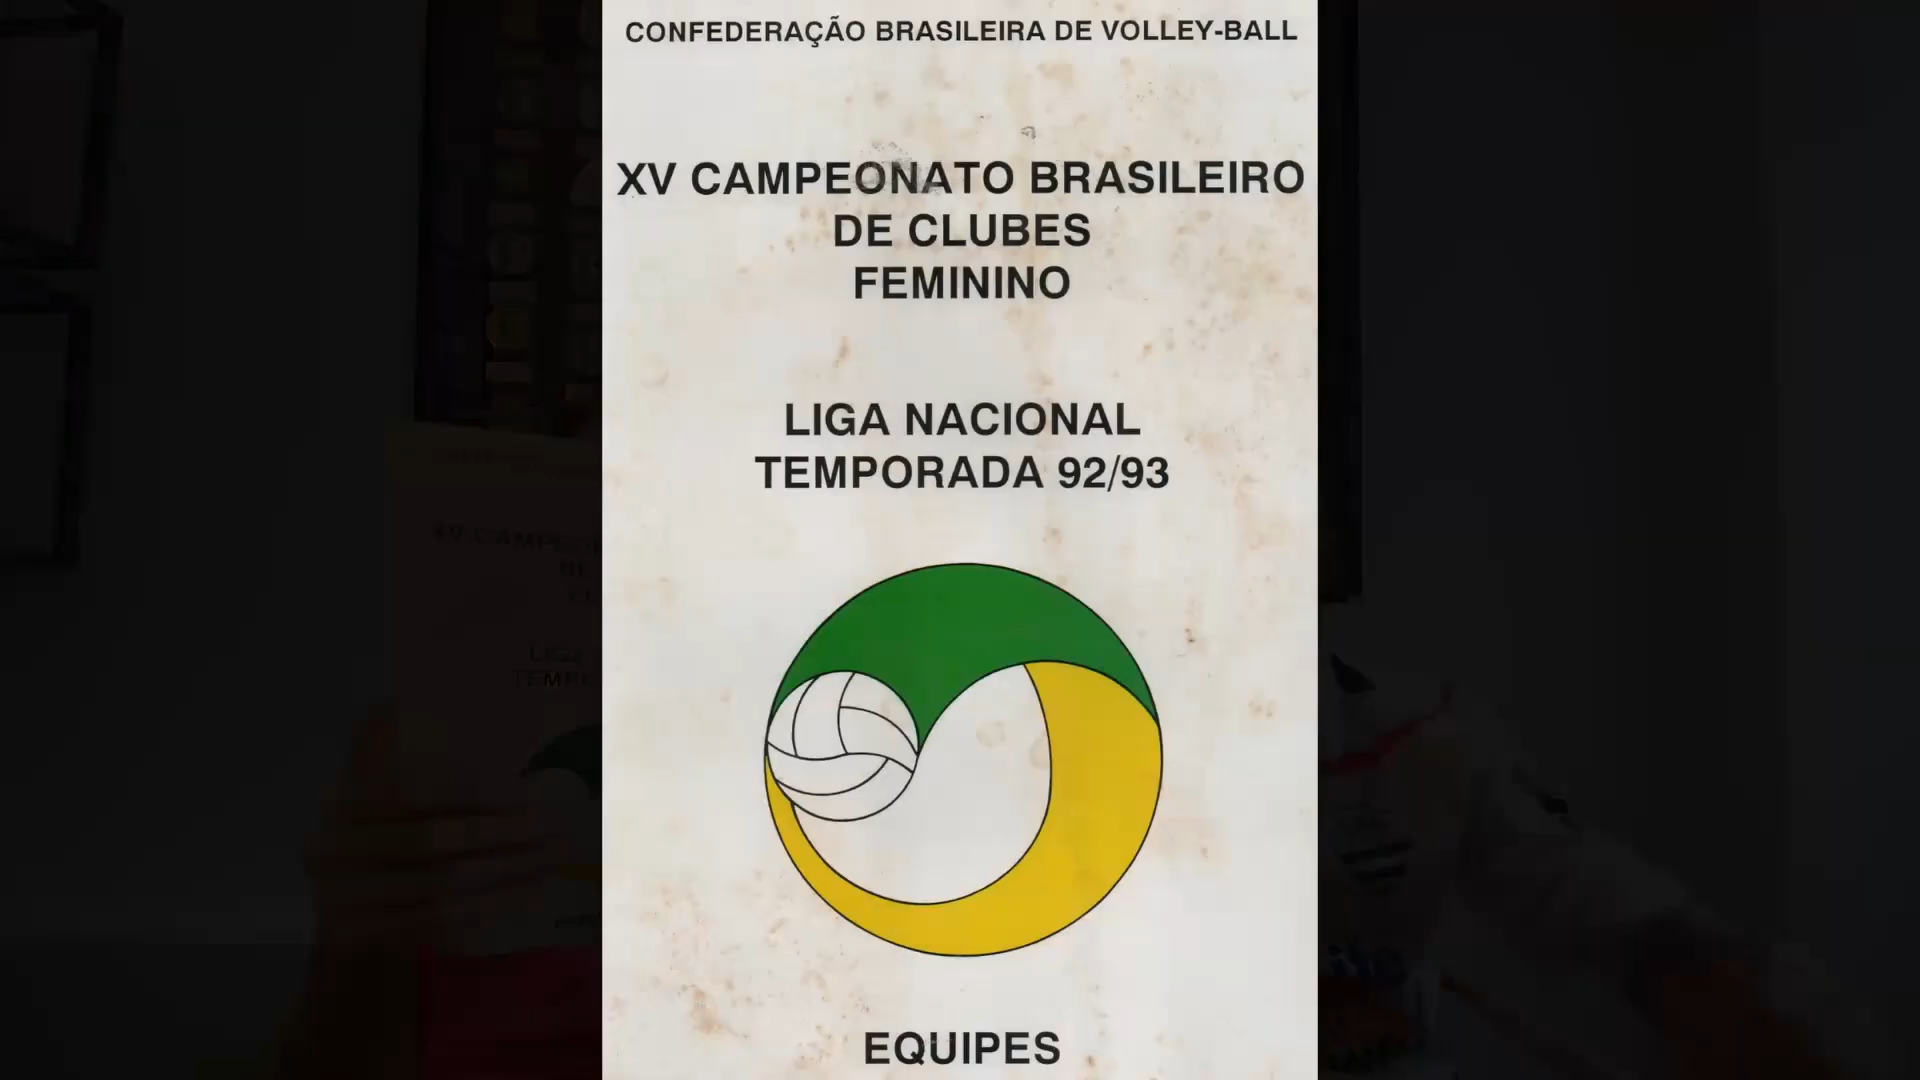 CONFEDERAÇÃO BRASILEIRA DE VOLLEY-BALL
XV CAMPEONATO BRASILEIRO
DE CLUBES
FEMININO
LIGA NACIONAL
TEMPORADA 92/93
EQUIPES